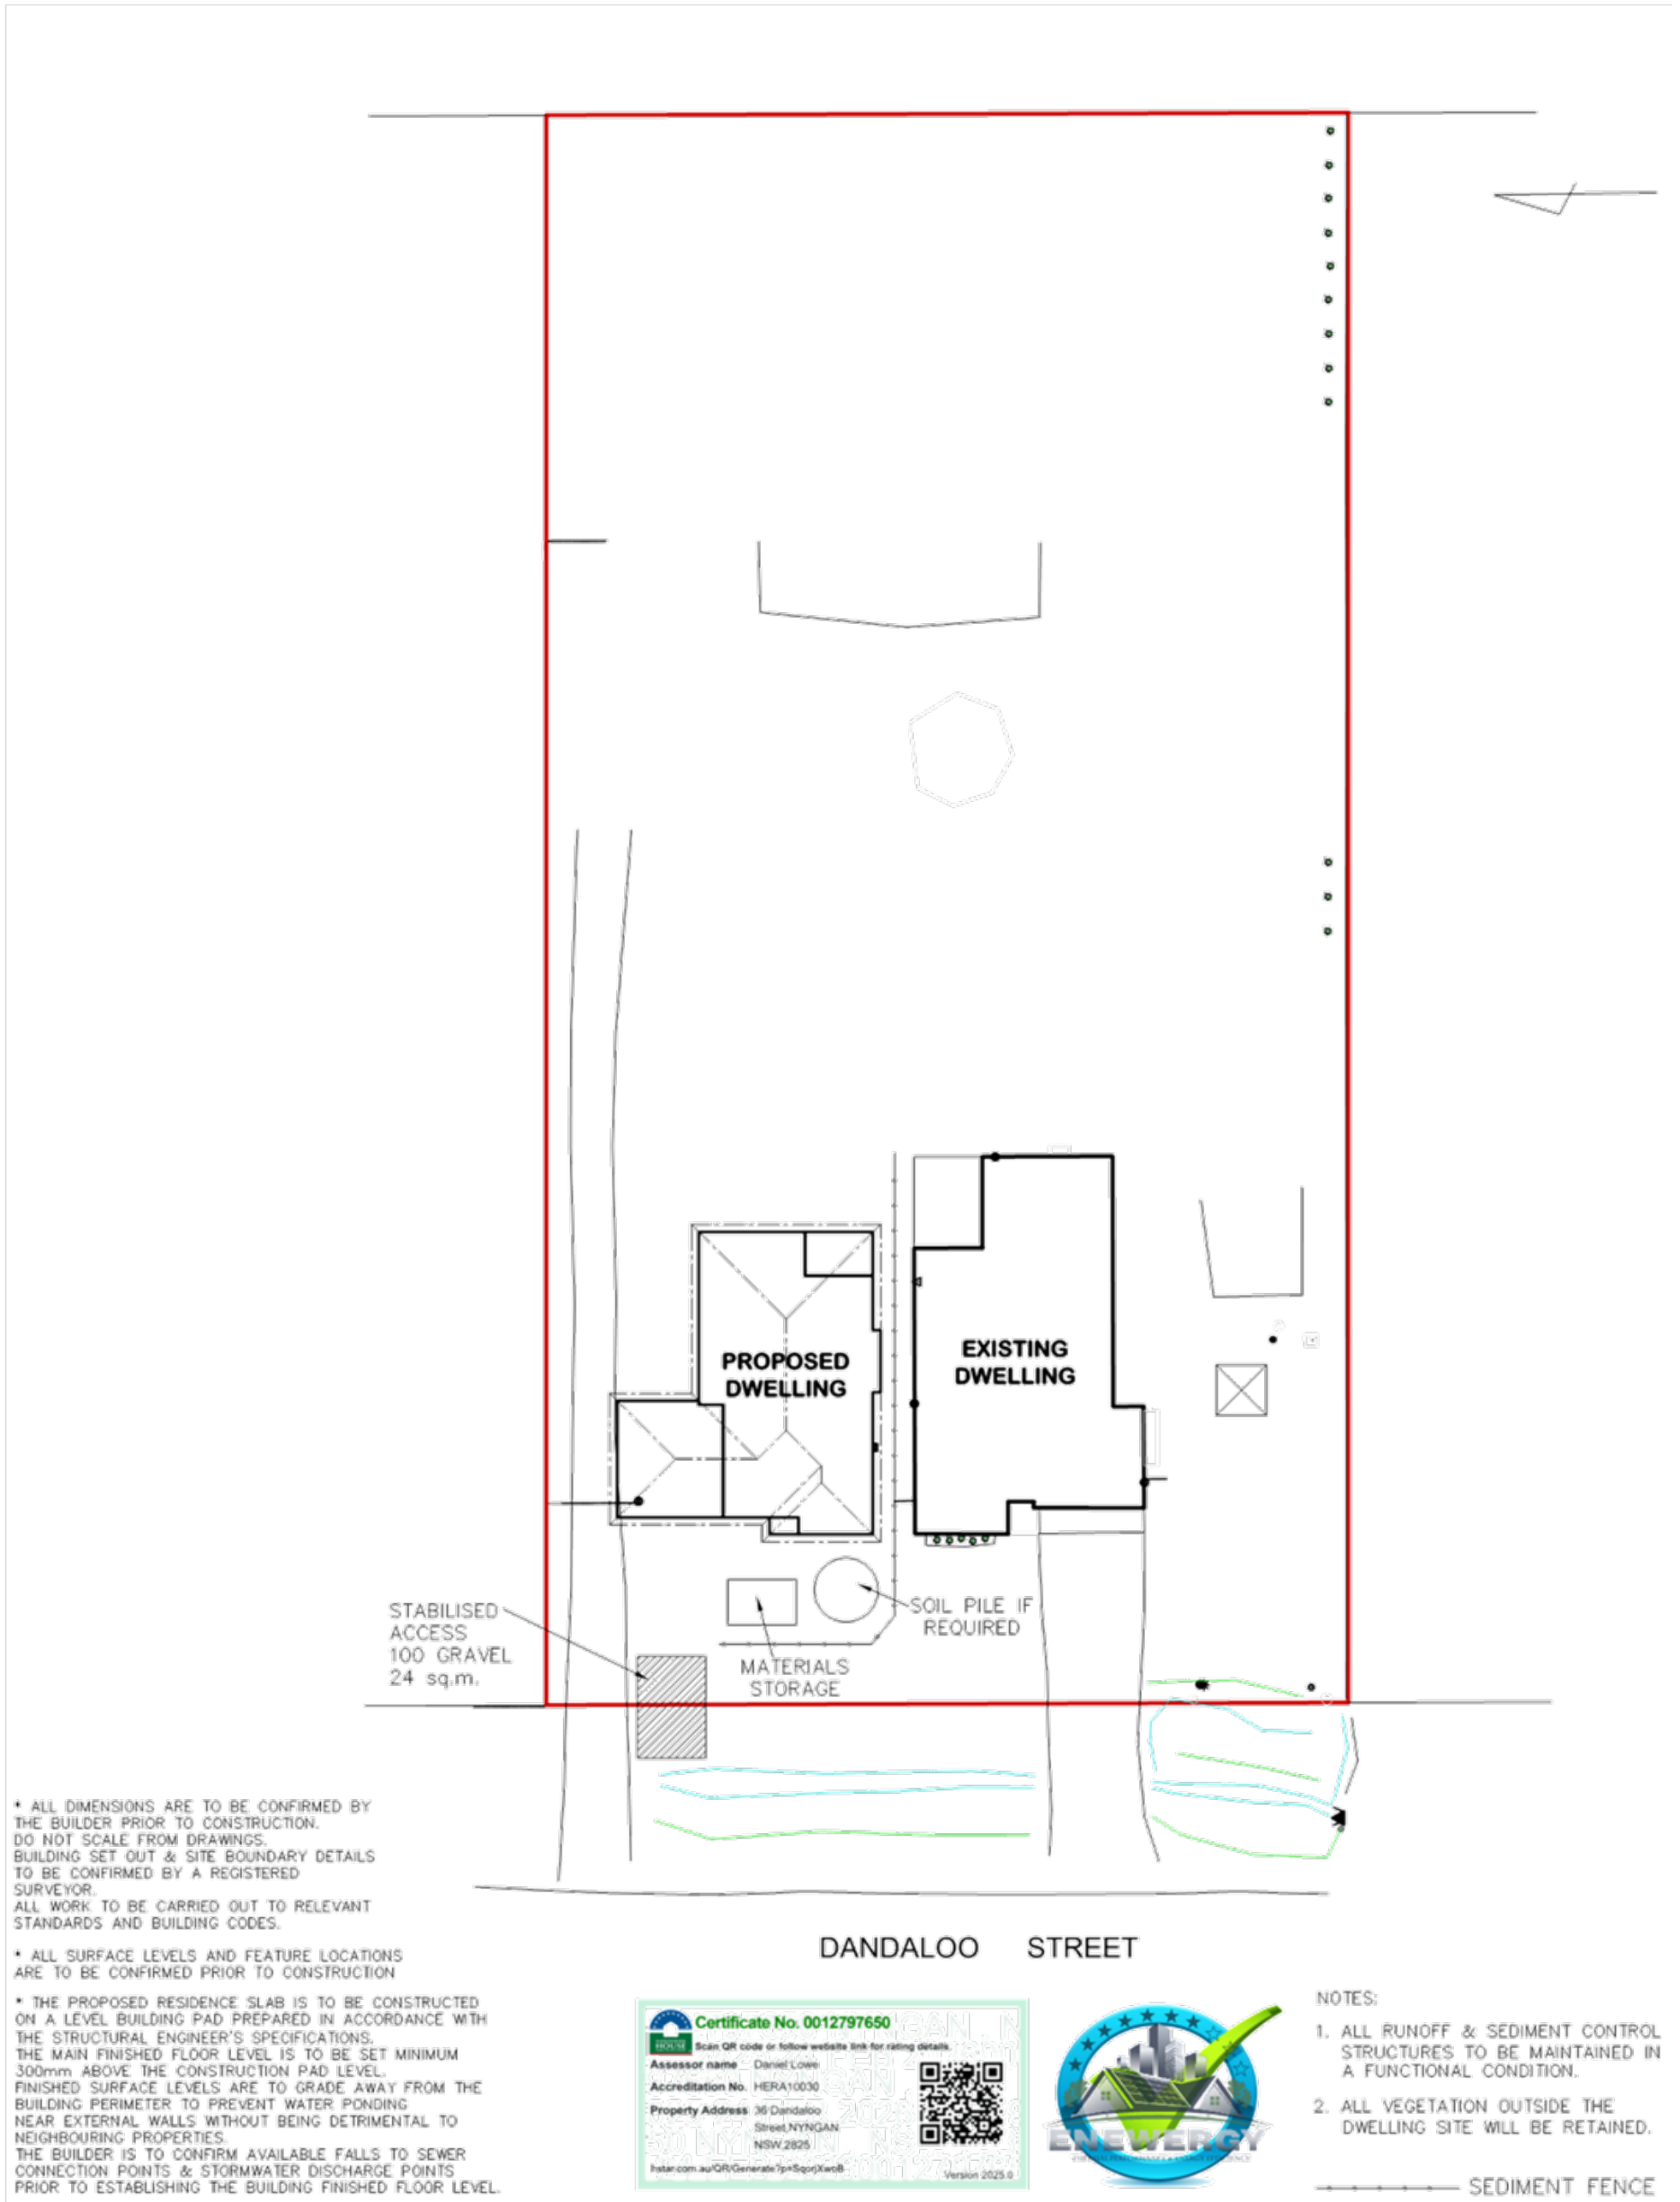 PROPOSED
DWELLING
EXISTING
DWELLING
STABILISED
ACCESS
100 GRAVEL
24 sq.m.
SOIL PILE IF
REQUIRED
MATERIALS
STORAGE
* ALL DIMENSIONS ARE TO BE CONFIRMED BY
THE BUILDER PRIOR TO CONSTRUCTION.
DO NOT SCALE FROM DRAWINGS.
BUILDING SET OUT & SITE BOUNDARY DETAILS
TO BE CONFIRMED BY A REGISTERED
SURVEYOR.
ALL WORK TO BE CARRIED OUT TO RELEVANT
STANDARDS AND BUILDING CODES.
* ALL SURFACE LEVELS AND FEATURE LOCATIONS
ARE TO BE CONFIRMED PRIOR TO CONSTRUCTION
* THE PROPOSED RESIDENCE SLAB IS TO BE CONSTRUCTED
ON A LEVEL BUILDING PAD PREPARED IN ACCORDANCE WITH
THE STRUCTURAL ENGINEER'S SPECIFICATIONS.
THE MAIN FINISHED FLOOR LEVEL IS TO BE SET MINIMUM
300mm ABOVE THE CONSTRUCTION PAD LEVEL.
FINISHED SURFACE LEVELS ARE TO GRADE AWAY FROM THE
BUILDING PERIMETER TO PREVENT WATER PONDING
NEAR EXTERNAL WALLS WITHOUT BEING DETRIMENTAL TO
NEIGHBOURING PROPERTIES.
THE BUILDER IS TO CONFIRM AVAILABLE FALLS TO SEWER
CONNECTION POINTS & STORMWATER DISCHARGE POINTS
PRIOR TO ESTABLISHING THE BUILDING FINISHED FLOOR LEVEL.
DANDALOO STREET
HOUSE
Certificate No. 0012797650
Scan QR code or follow website link for rating details.
Assessor name Daniel Lowe
Accreditation No. HERA10030
Property Address 36 Dandaloo
Street,NYNGAN
NSW,2825
hstar.com.au/QR/Generate?p=SqorjXwoB
Version 2025.0
ENEWERGY
NOTES:
1. ALL RUNOFF & SEDIMENT CONTROL
STRUCTURES TO BE MAINTAINED IN
A FUNCTIONAL CONDITION.
2. ALL VEGETATION OUTSIDE THE
DWELLING SITE WILL BE RETAINED.
SEDIMENT FENCE